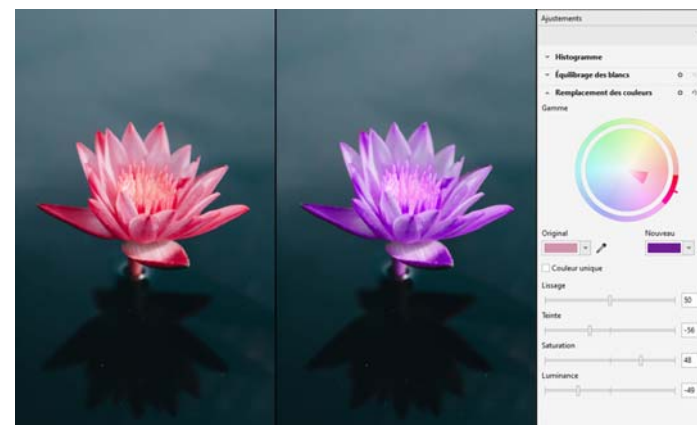 Ajustements
Histogramme
Équilibrage des blancs
Remplacement des couleurs
Gamme
Original
Nouveau
Couleur unique
Lissage
50
Teinte
-56
Saturation
48
Luminance
-49